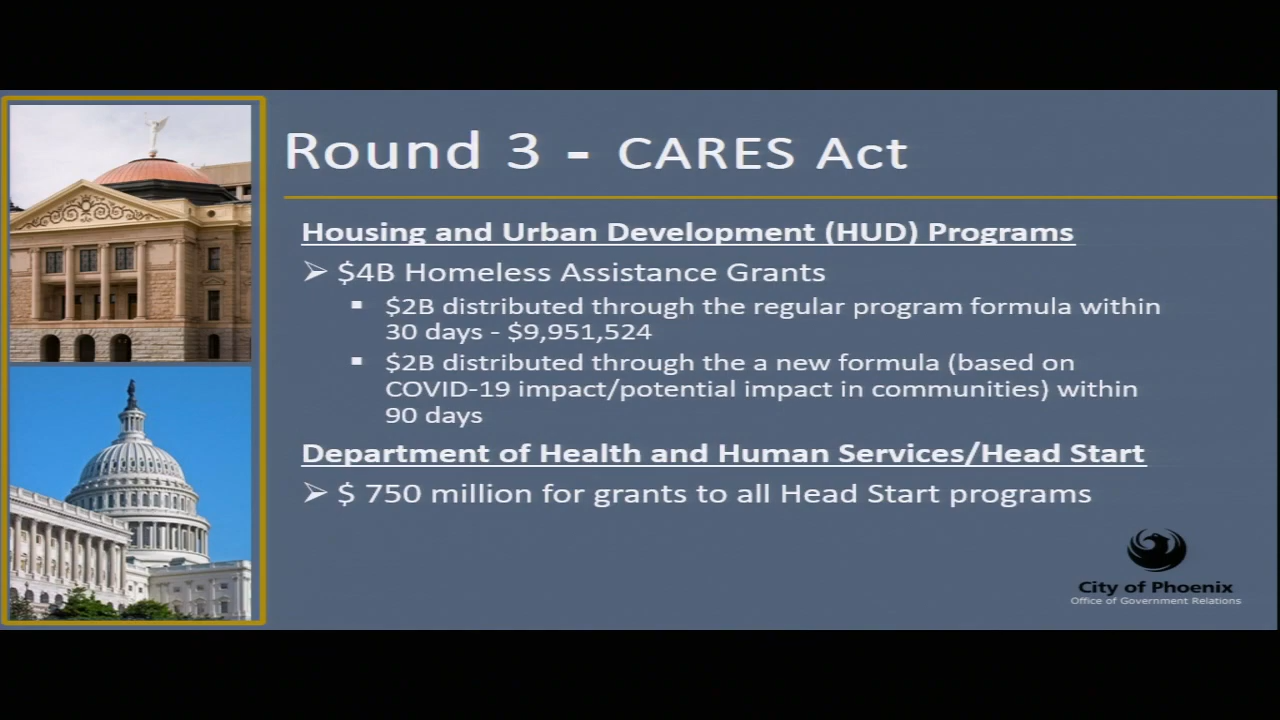 Round 3 - CARES Act
Housing and Urban Development (HUD) Programs
➢ $4B Homeless Assistance Grants
▪ $2B distributed through the regular program formula within
30 days - $9,951,524
▪ $2B distributed through the a new formula (based on
COVID-19 impact/potential impact in communities) within
90 days
Department of Health and Human Services/Head Start
➢ $ 750 million for grants to all Head Start programs
City of Phoenix
Office of Government Relations